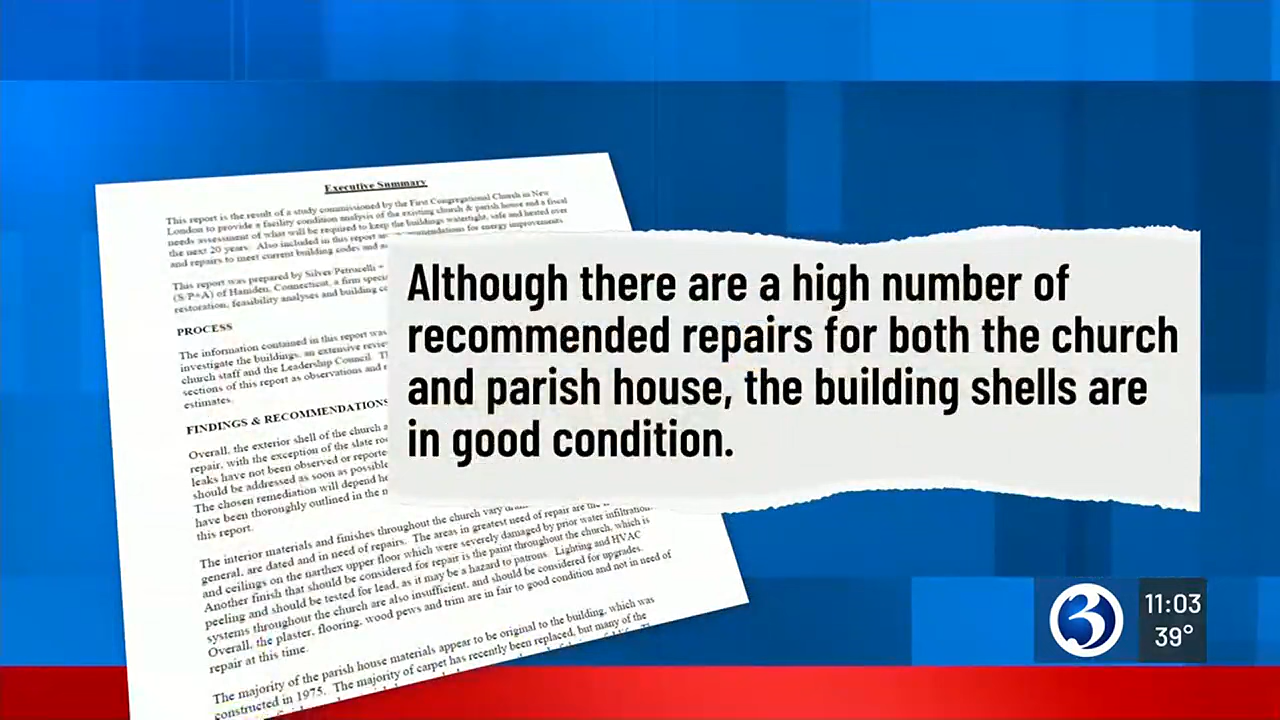 Executive Summary
This report is the result of a study commissioned by the First Congregational Church in New
London to provide a facility condition analysis of the existing church & parish house and a fiscal
needs assessment of what will be required to keep the buildings watertight, safe and heated over
the next 20 years. Also included in this report are recommendations for energy improvements
and repairs to meet current building codes and
This report was prepared by Silver Petrucelli +
(S/P+A) of Hamden, Connecticut, a firm
restoration, feasibility analyses and building
PROCESS
The information contained in this report was
investigate the buildings, an extensive
church staff and the Leadership Council.
sections of this report as observations and
estimates.
FINDINGS & RECOMMENDATIONS
Overall, the exterior shell of the church
repair, with the exception of the slate
leaks have not been observed or
should be addressed as soon as possible
The chosen remediation will depend
have been thoroughly outlined in the
this report.
Although there are a high number of
recommended repairs for both the church
and parish house, the building shells are
in good condition.
The interior materials and finishes throughout the church vary
general, are dated and in need of repairs. The areas in greatest need of repair are the
and ceilings on the narthex upper floor which were severely damaged by prior water infiltration.
Another finish that should be considered for repair is the paint throughout the church, which is
peeling and should be tested for lead, as it may be a hazard to patrons. Lighting and HVAC
systems throughout the church are also insufficient, and should be considered for upgrades.
Overall, the plaster, flooring, wood pews and trim are in fair to good condition and not in need of
repair at this time.
The majority of the parish house materials appear to be original to the building, which was
constructed in 1975. The majority of carpet has recently been replaced, but many of the
3
11:03
39°